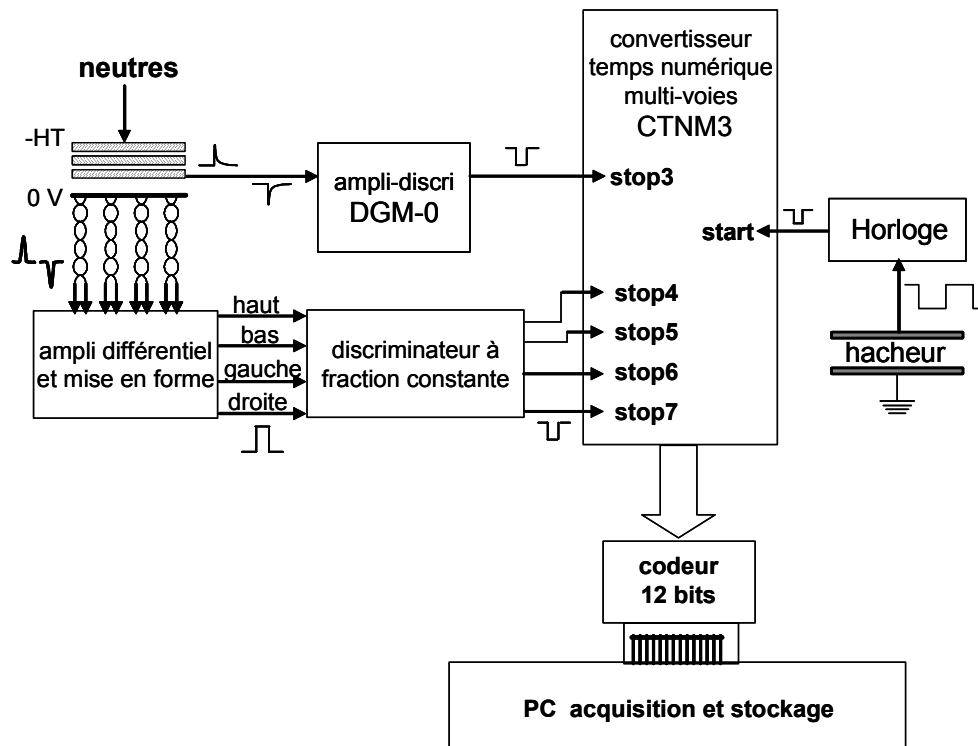 neutres
-HT
0 V
ampli-discri
DGM-0
convertisseur
temps numérique
multi-voies
CTNM3
stop3
start
Horloge
hacheur
stop4
stop5
stop6
stop7
haut
bas
gauche
droite
ampli différentiel
et mise en forme
discriminateur à
fraction constante
codeur
12 bits
PC acquisition et stockage